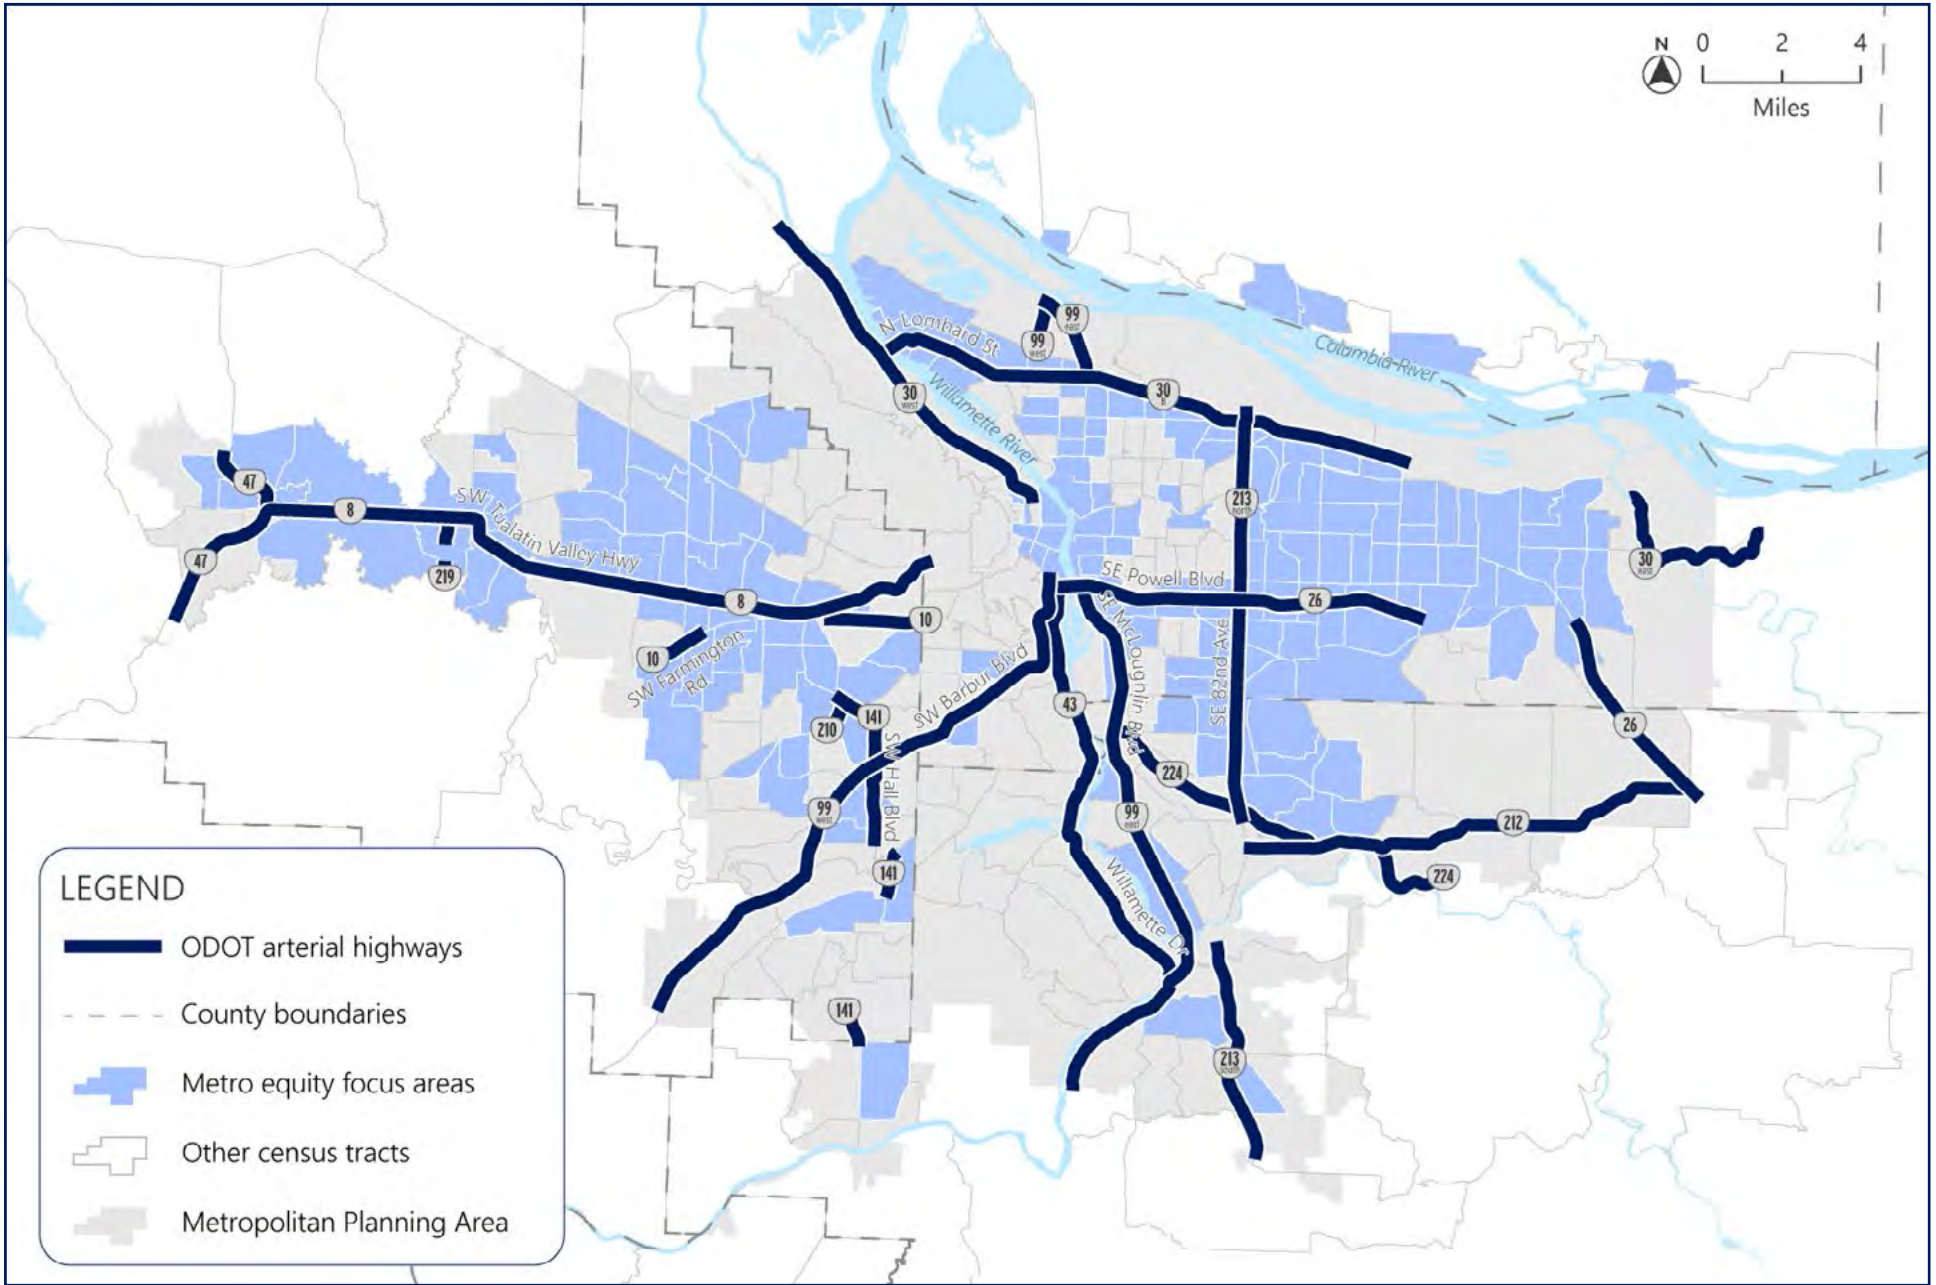 N 0 2 4
Miles
N Lombard St
99
east
99
west
Columbia River
30
west
30
B
Willamette River
47
8
SW Tualatin Valley Hwy
213
north
47
219
30
east
SE Powell Blvd
8
26
10
10
SW Farmington
Rd
SE McLoughlin Blvd
SE 82nd Ave
SW Barbur Blvd
43
210
141
26
SW Hall Blvd
224
99
west
99
east
212
141
224
Willamette Dr
141
213
south
LEGEND
ODOT arterial highways
County boundaries
Metro equity focus areas
Other census tracts
Metropolitan Planning Area